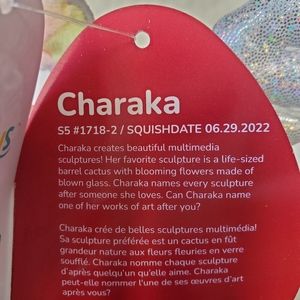 Charaka
S5 #1718-2 / SQUISHDATE 06.29.2022
Charaka creates beautiful multimedia
sculptures! Her favorite sculpture is a life-sized
barrel cactus with blooming flowers made of
blown glass. Charaka names every sculpture
after someone she loves. Can Charaka name
one of her works of art after you?
Charaka crée de belles sculptures multimédia!
Sa sculpture préférée est un cactus en fût
grandeur nature aux fleurs fleuries en verre
soufflé. Charaka nomme chaque sculpture
d'après quelqu'un qu'elle aime. Charaka
peut-elle nommer l'une de ses œuvres d'art
après vous?